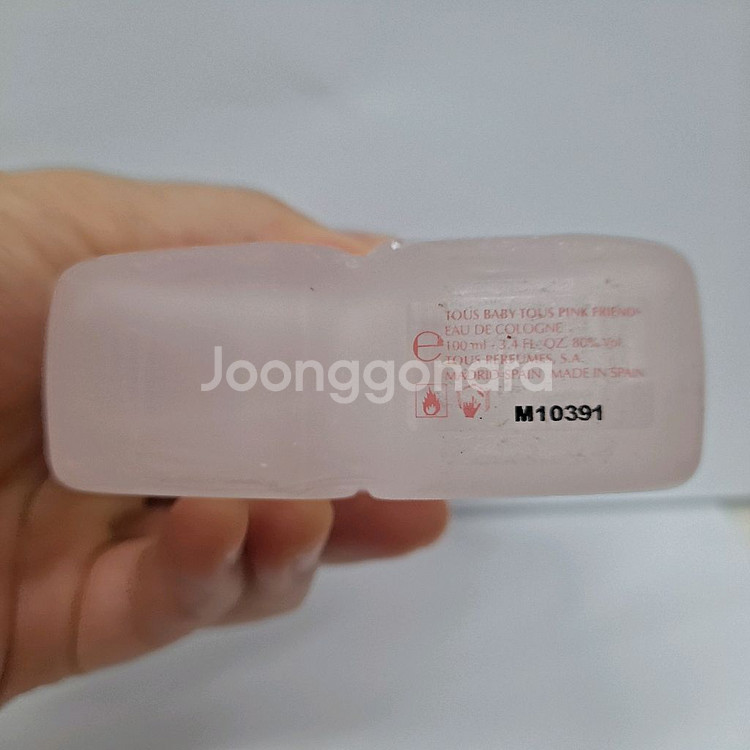 TOUS BABY TOUS PINK FRIENDS
EAU DE COLOGNE
e 100 ml - 3.4 FL. OZ. 80% Vol.
TOUS PERFUMES, S.A.
MADRID-SPAIN MADE IN SPAIN
M10391
Joonggonara